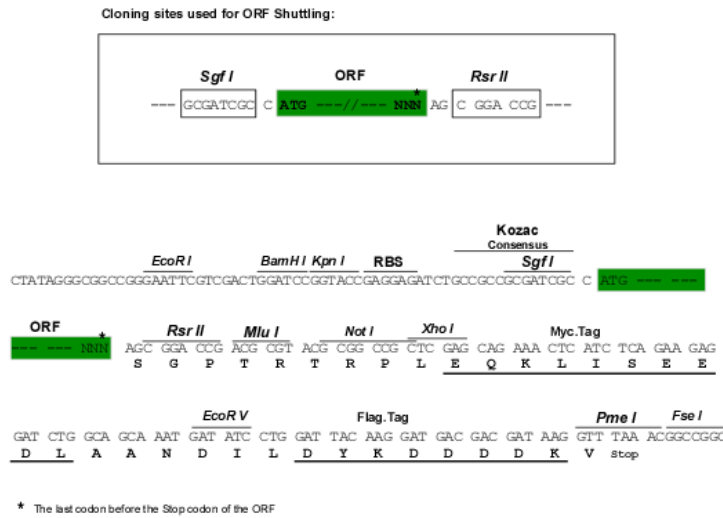 Cloning sites used for ORF Shuttling:
Sgf I ORF Rsr II
*
--- GCGATCGC C ATG ---//--- NNN AG C GGA CCG ---
Kozac
Consensus
EcoR I BamH I Kpn I RBS Sgf I
CTATAGGGCGGCCGGGAATTCGTCGACTGGATCCGGTACCGAGGAGATCTGCCGCCGCGATCGC C ATG --- ---
ORF * Rsr II Mlu I Not I Xho I Myc.Tag
--- --- NNN AGC GGA CCG ACG CGT ACG CGG CCG CTC GAG CAG AAA CTC ATC TCA GAA GAG
S G P T R T R P L E Q K L I S E E
EcoR V Flag.Tag Pme I Fse I
GAT CTG GCA GCA AAT GAT ATC CTG GAT TAC AAG GAT GAC GAC GAT AAG GTT TAA ACGGCCGGC
D L A A N D I L D Y K D D D D K V Stop
* The last codon before the Stop codon of the ORF